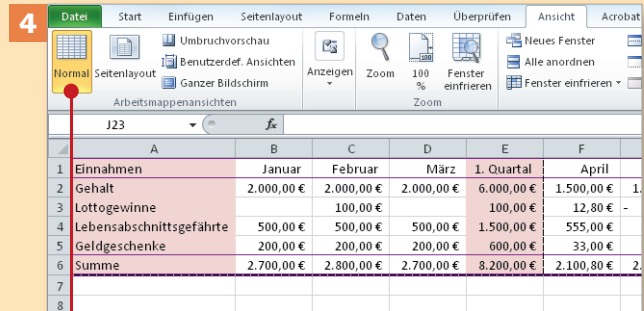 4
Datei Start Einfügen Seitenlayout Formeln Daten Überprüfen Ansicht Acrobat
Normal Seitenlayout Umbruchvorschau Benutzerdef. Ansichten Ganzer Bildschirm
Anzeigen Zoom 100 % Fenster einfrieren
Neues Fenster Alle anordnen Fenster einfrieren
Arbeitsmappenansichten Zoom
J23 fx
A B C D E F
1 Einnahmen Januar Februar März 1. Quartal April
2 Gehalt 2.000,00 € 2.000,00 € 2.000,00 € 6.000,00 € 1.500,00 € 1.
3 Lottogewinne 100,00 € 100,00 € 12,80 € -
4 Lebensabschnittsgefährte 500,00 € 500,00 € 500,00 € 1.500,00 € 555,00 €
5 Geldgeschenke 200,00 € 200,00 € 200,00 € 600,00 € 33,00 €
6 Summe 2.700,00 € 2.800,00 € 2.700,00 € 8.200,00 € 2.100,80 € 2.
7
8